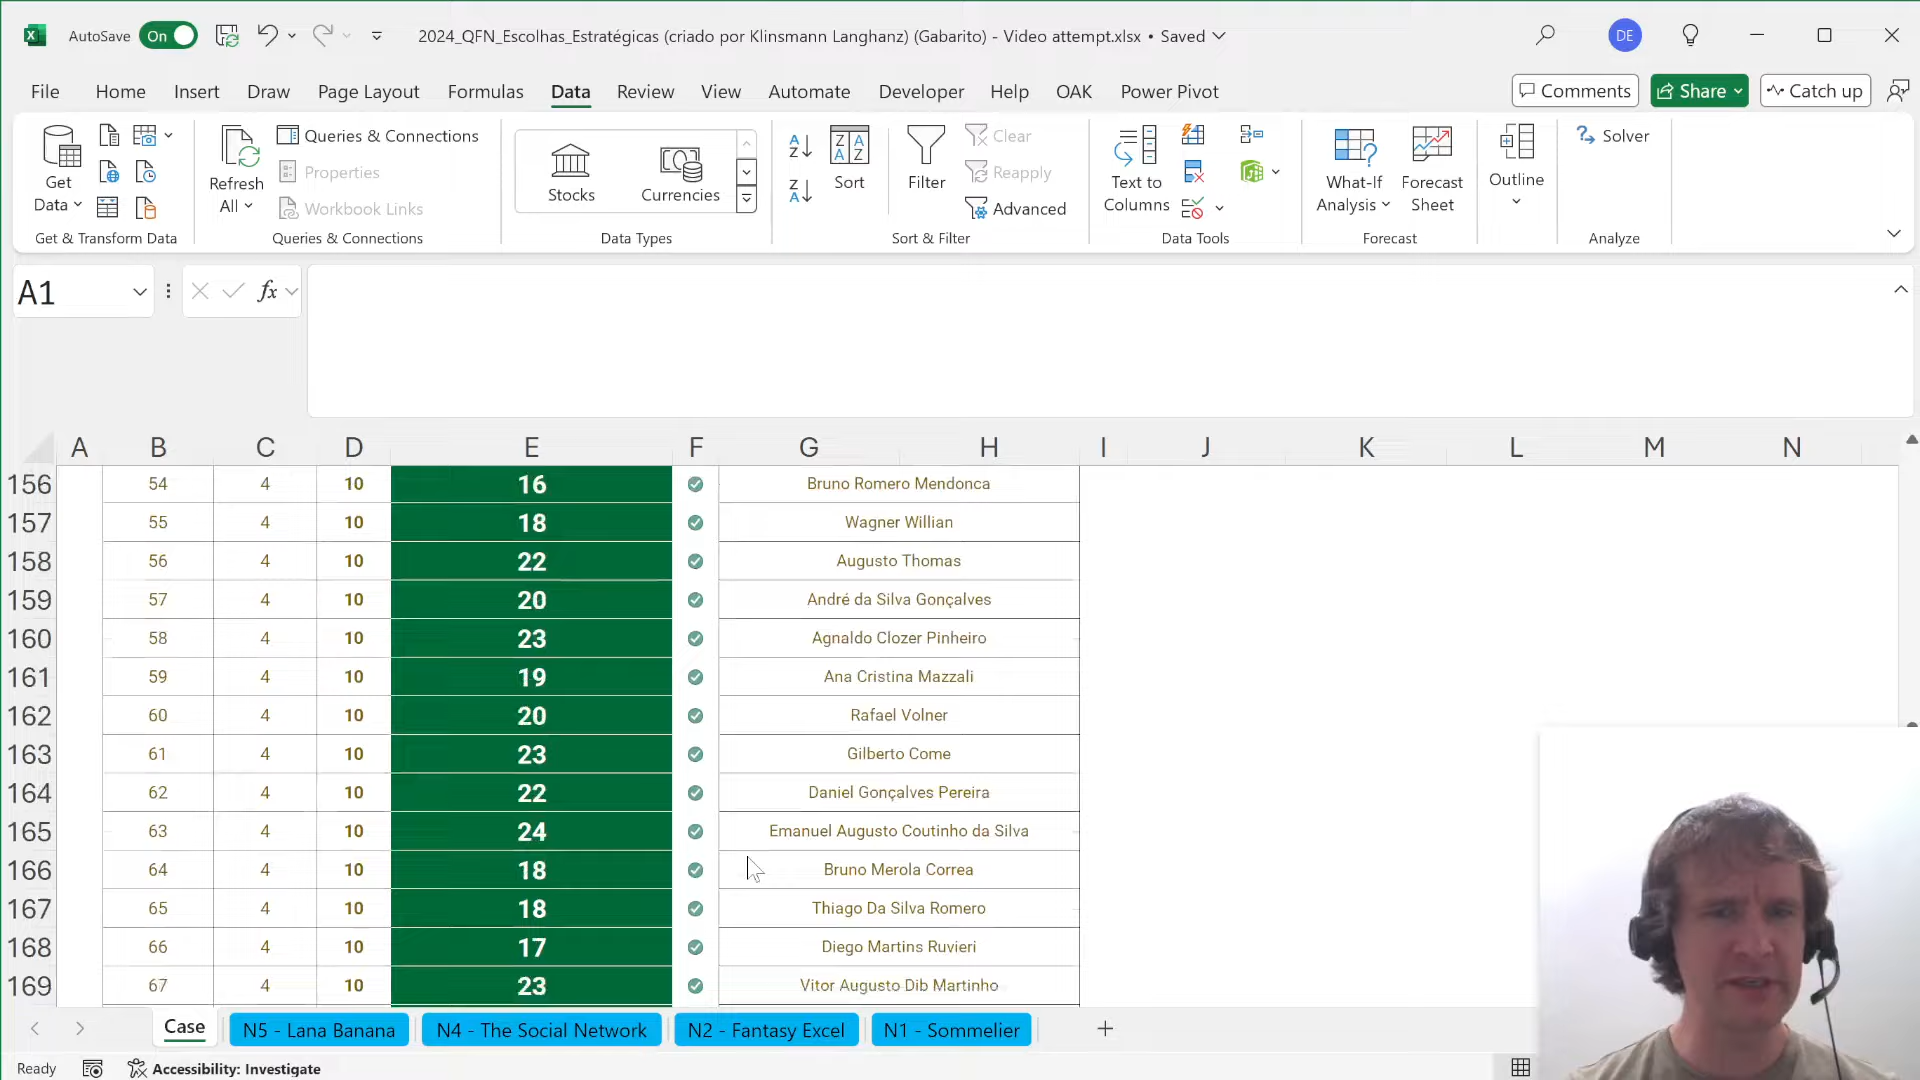 AutoSave On 2024_QFN_Escolhas_Estratégicas (criado por Klinsmann Langhanz) (Gabarito) - Video attempt.xlsx • Saved DE
File Home Insert Draw Page Layout Formulas Data Review View Automate Developer Help OAK Power Pivot Comments Share Catch up
Get Data
Get & Transform Data
Refresh All
Queries & Connections
Properties
Workbook Links
Queries & Connections
Stocks
Currencies
Data Types
Sort
Filter
Clear
Reapply
Advanced
Sort & Filter
Text to Columns
Data Tools
What-If Analysis
Forecast Sheet
Forecast
Outline
Solver
Analyze
A1 fx
A B C D E F G H I J K L M N
156 54 4 10 16 Bruno Romero Mendonca
157 55 4 10 18 Wagner Willian
158 56 4 10 22 Augusto Thomas
159 57 4 10 20 André da Silva Gonçalves
160 58 4 10 23 Agnaldo Clozer Pinheiro
161 59 4 10 19 Ana Cristina Mazzali
162 60 4 10 20 Rafael Volner
163 61 4 10 23 Gilberto Come
164 62 4 10 22 Daniel Gonçalves Pereira
165 63 4 10 24 Emanuel Augusto Coutinho da Silva
166 64 4 10 18 Bruno Merola Correa
167 65 4 10 18 Thiago Da Silva Romero
168 66 4 10 17 Diego Martins Ruvieri
169 67 4 10 23 Vitor Augusto Dib Martinho
Case N5 - Lana Banana N4 - The Social Network N2 - Fantasy Excel N1 - Sommelier
Ready Accessibility: Investigate